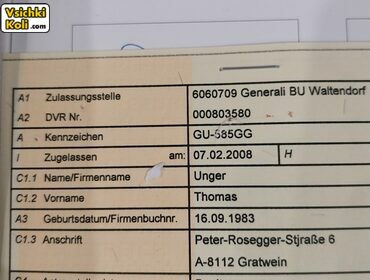 Vsichki
Koli.com
A1 Zulassungsstelle 6060709 Generali BU Waltendorf
A2 DVR Nr. 000803580
A Kennzeichen GU-585GG
I Zugelassen am: 07.02.2008 H
C1.1 Name/Firmenname Unger
C1.2 Vorname Thomas
A3 Geburtsdatum/Firmenbuchnr. 16.09.1983
C1.3 Anschrift Peter-Rosegger-Stjraße 6
A-8112 Gratwein